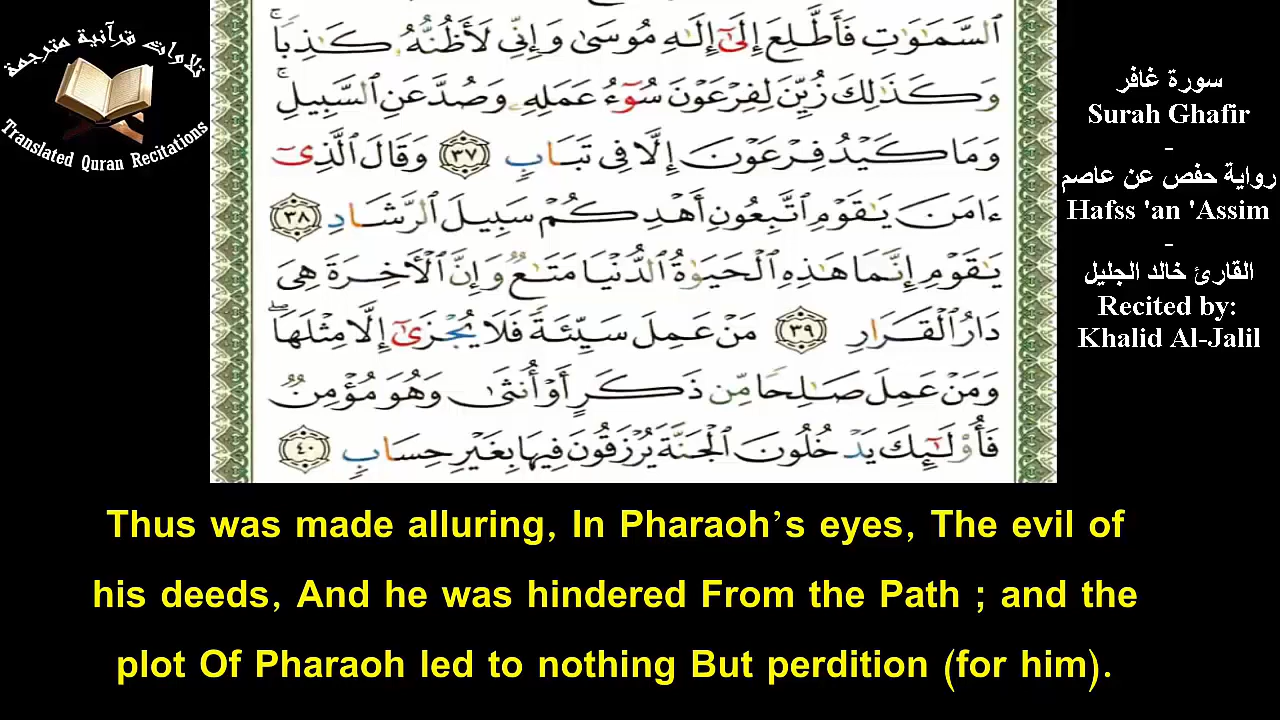 تلاوات قرآنية مترجمة
Translated Quran Recitations
ٱلسَّمَٰوَٰتِ فَأَطَّلِعَ إِلَىٰٓ إِلَٰهِ مُوسَىٰ وَإِنِّي لَأَظُنُّهُۥ كَٰذِبٗاۚ
وَكَذَٰلِكَ زُيِّنَ لِفِرۡعَوۡنَ سُوٓءُ عَمَلِهِۦ وَصُدَّ عَنِ ٱلسَّبِيلِۚ
وَمَا كَيۡدُ فِرۡعَوۡنَ إِلَّا فِي تَبَابٖ ٣٧ وَقَالَ ٱلَّذِيٓ
ءَامَنَ يَٰقَوۡمِ ٱتَّبِعُونِ أَهۡدِكُمۡ سَبِيلَ ٱلرَّشَادِ ٣٨
يَٰقَوۡمِ إِنَّمَا هَٰذِهِ ٱلۡحَيَوٰةُ ٱلدُّنۡيَا مَتَٰعٞ وَإِنَّ ٱلۡأٓخِرَةَ هِيَ
دَارُ ٱلۡقَرَارِ ٣٩ مَنۡ عَمِلَ سَيِّئَةٗ فَلَا يُجۡزَىٰٓ إِلَّا مِثۡلَهَاۖ
وَمَنۡ عَمِلَ صَٰلِحٗا مِّن ذَكَرٍ أَوۡ أُنثَىٰ وَهُوَ مُؤۡمِنٞ
فَأُوْلَٰٓئِكَ يَدۡخُلُونَ ٱلۡجَنَّةَ يُرۡزَقُونَ فِيهَا بِغَيۡرِ حِسَابٖ ٤٠
سورة غافر
Surah Ghafir
-
رواية حفص عن عاصم
Hafss 'an 'Assim
-
القارئ خالد الجليل
Recited by:
Khalid Al-Jalil
Thus was made alluring, In Pharaoh's eyes, The evil of
his deeds, And he was hindered From the Path ; and the
plot Of Pharaoh led to nothing But perdition (for him).